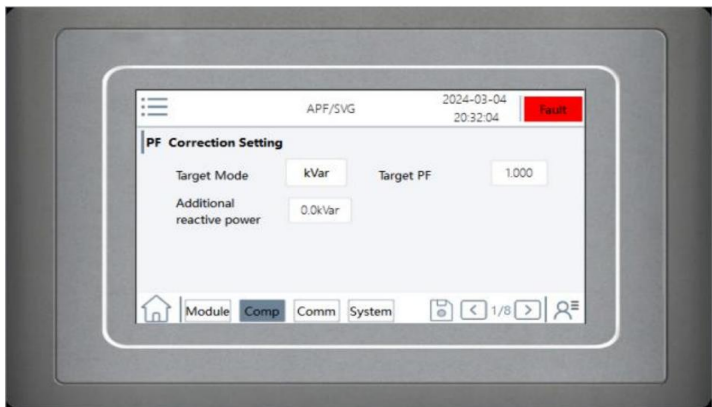 APF/SVG
2024-03-04
20:32:04
Fault
PF Correction Setting
Target Mode
kVar
Target PF
1.000
Additional
reactive power
0.0kVar
Module
Comp
Comm
System
1/8